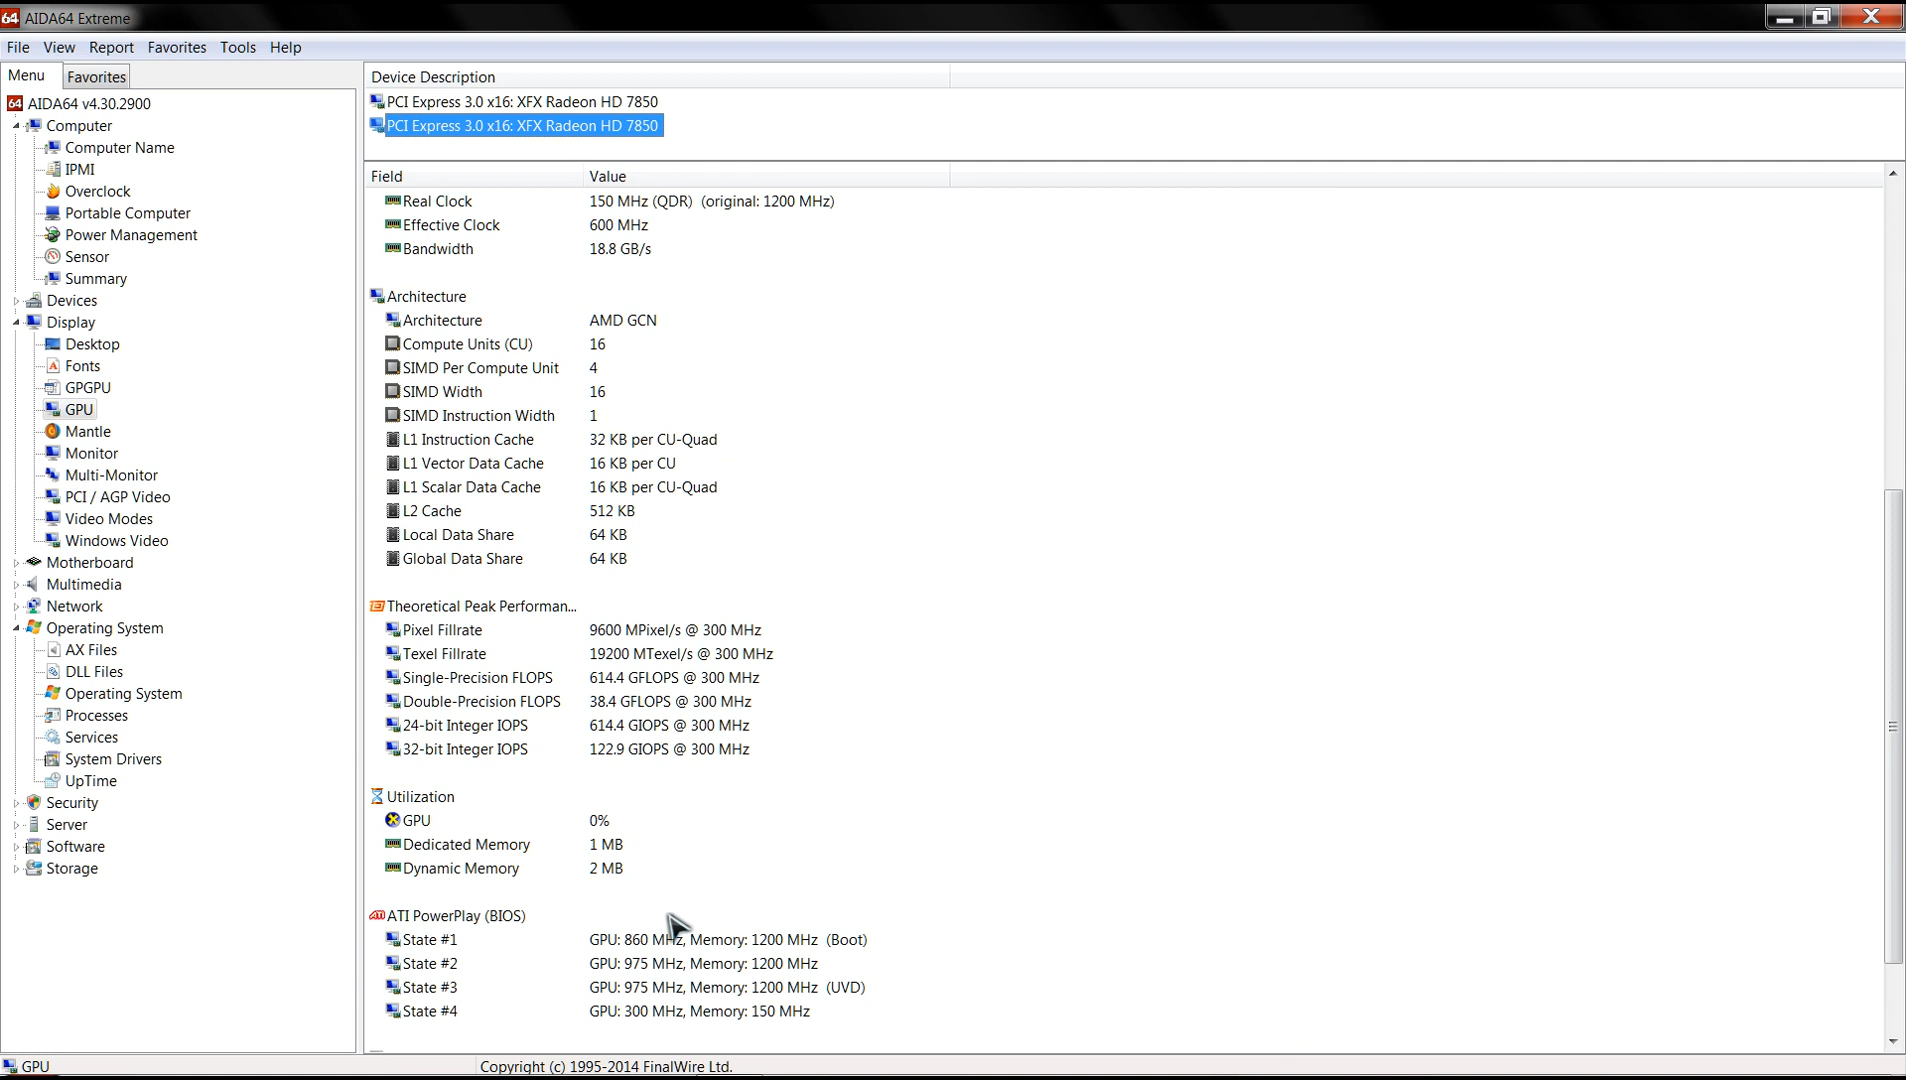 64 AIDA64 Extreme
File View Report Favorites Tools Help
Menu Favorites
64 AIDA64 v4.30.2900
Computer
Computer Name
IPMI
Overclock
Portable Computer
Power Management
Sensor
Summary
Devices
Display
Desktop
Fonts
GPGPU
GPU
Mantle
Monitor
Multi-Monitor
PCI / AGP Video
Video Modes
Windows Video
Motherboard
Multimedia
Network
Operating System
AX Files
DLL Files
Operating System
Processes
Services
System Drivers
UpTime
Security
Server
Software
Storage
Device Description
PCI Express 3.0 x16: XFX Radeon HD 7850
PCI Express 3.0 x16: XFX Radeon HD 7850
Field Value
Real Clock 150 MHz (QDR) (original: 1200 MHz)
Effective Clock 600 MHz
Bandwidth 18.8 GB/s
Architecture
Architecture AMD GCN
Compute Units (CU) 16
SIMD Per Compute Unit 4
SIMD Width 16
SIMD Instruction Width 1
L1 Instruction Cache 32 KB per CU-Quad
L1 Vector Data Cache 16 KB per CU
L1 Scalar Data Cache 16 KB per CU-Quad
L2 Cache 512 KB
Local Data Share 64 KB
Global Data Share 64 KB
Theoretical Peak Performan...
Pixel Fillrate 9600 MPixel/s @ 300 MHz
Texel Fillrate 19200 MTexel/s @ 300 MHz
Single-Precision FLOPS 614.4 GFLOPS @ 300 MHz
Double-Precision FLOPS 38.4 GFLOPS @ 300 MHz
24-bit Integer IOPS 614.4 GIOPS @ 300 MHz
32-bit Integer IOPS 122.9 GIOPS @ 300 MHz
Utilization
GPU 0%
Dedicated Memory 1 MB
Dynamic Memory 2 MB
ATI PowerPlay (BIOS)
State #1 GPU: 860 MHz, Memory: 1200 MHz (Boot)
State #2 GPU: 975 MHz, Memory: 1200 MHz
State #3 GPU: 975 MHz, Memory: 1200 MHz (UVD)
State #4 GPU: 300 MHz, Memory: 150 MHz
GPU Copyright (c) 1995-2014 FinalWire Ltd.